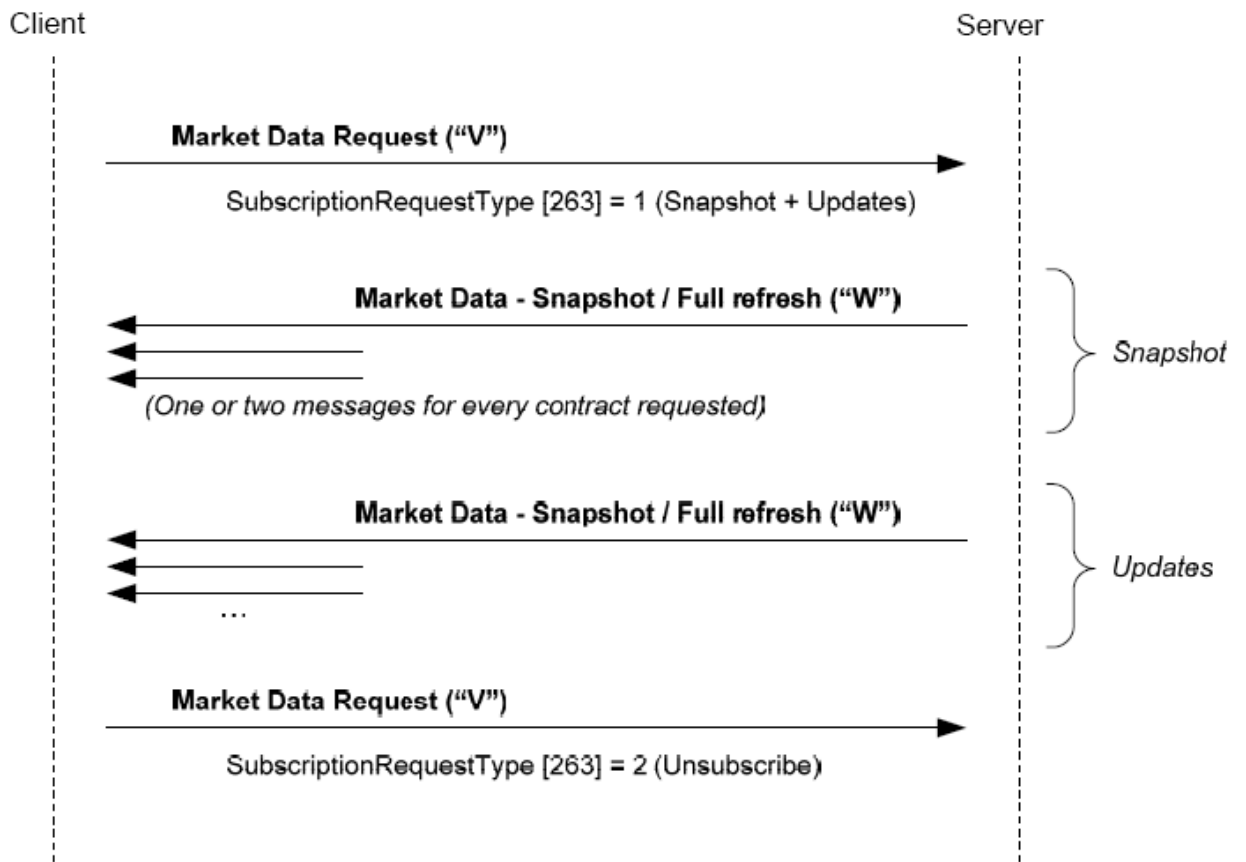 Client
Server
Market Data Request (“V”)
SubscriptionRequestType [263] = 1 (Snapshot + Updates)
Market Data - Snapshot / Full refresh (“W”)
Snapshot
(One or two messages for every contract requested)
Market Data - Snapshot / Full refresh (“W”)
Updates
...
Market Data Request (“V”)
SubscriptionRequestType [263] = 2 (Unsubscribe)